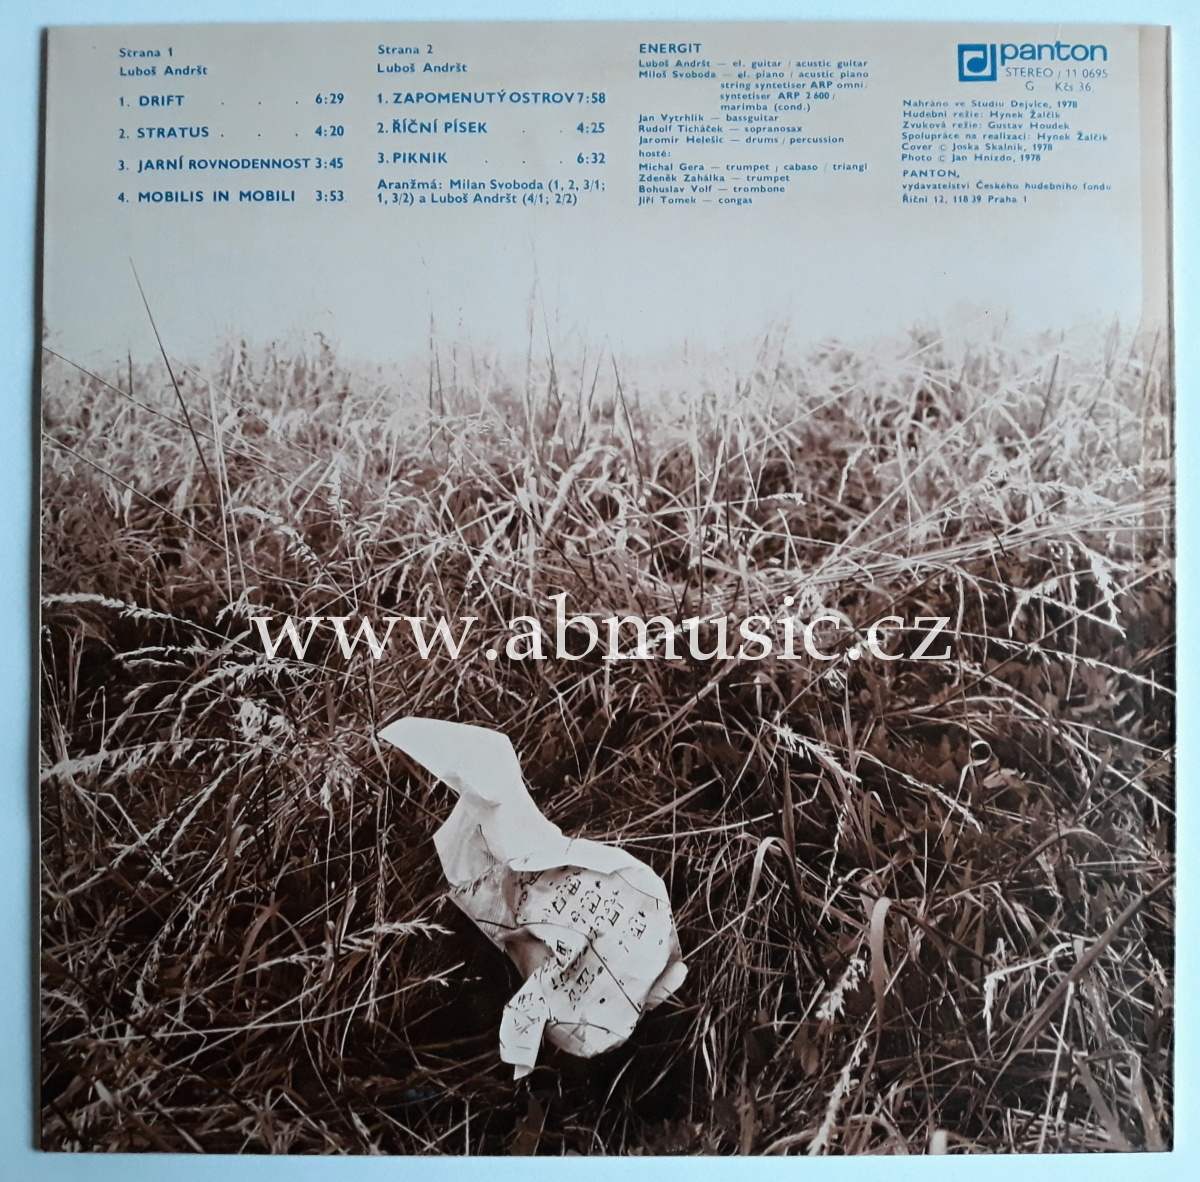 Strana 1
Luboš Andršt
1. DRIFT . . . 6:29
2. STRATUS . . . 4:20
3. JARNÍ ROVNODENNOST 3:45
4. MOBILIS IN MOBILI 3:53
Strana 2
Luboš Andršt
1. ZAPOMENUTÝ OSTROV 7:58
2. ŘÍČNÍ PÍSEK . . 4:25
3. PIKNIK . . . 6:32
Aranžmá: Milan Svoboda (1, 2, 3/1;
1, 3/2) a Luboš Andršt (4/1; 2/2)
ENERGIT
Luboš Andršt — el. guitar / acustic guitar
Miloš Svoboda — el. piano / acustic piano
string syntetiser ARP omni/
syntetiser ARP 2600/
marimba (cond.)
Jan Vytrhlík — bassguitar
Rudolf Ticháček — sopranosax
Jaromír Helešic — drums / percussion
hosté:
Michal Gera — trumpet / cabaso / triangl
Zdeněk Zahálka — trumpet
Bohuslav Volf — trombone
Jiří Tomek — congas
panton
STEREO / 11 0695
G Kčs 36,
Nahráno ve Studiu Dejvice, 1978
Hudební režie: Hynek Žalčík
Zvuková režie: Gustav Houdek
Spolupráce na realizaci: Hynek Žalčík
Cover © Joska Skalník, 1978
Photo © Jan Hnízdo, 1978
PANTON,
vydavatelství Českého hudebního fondu
Říční 12, 118 39 Praha 1
www.abmusic.cz